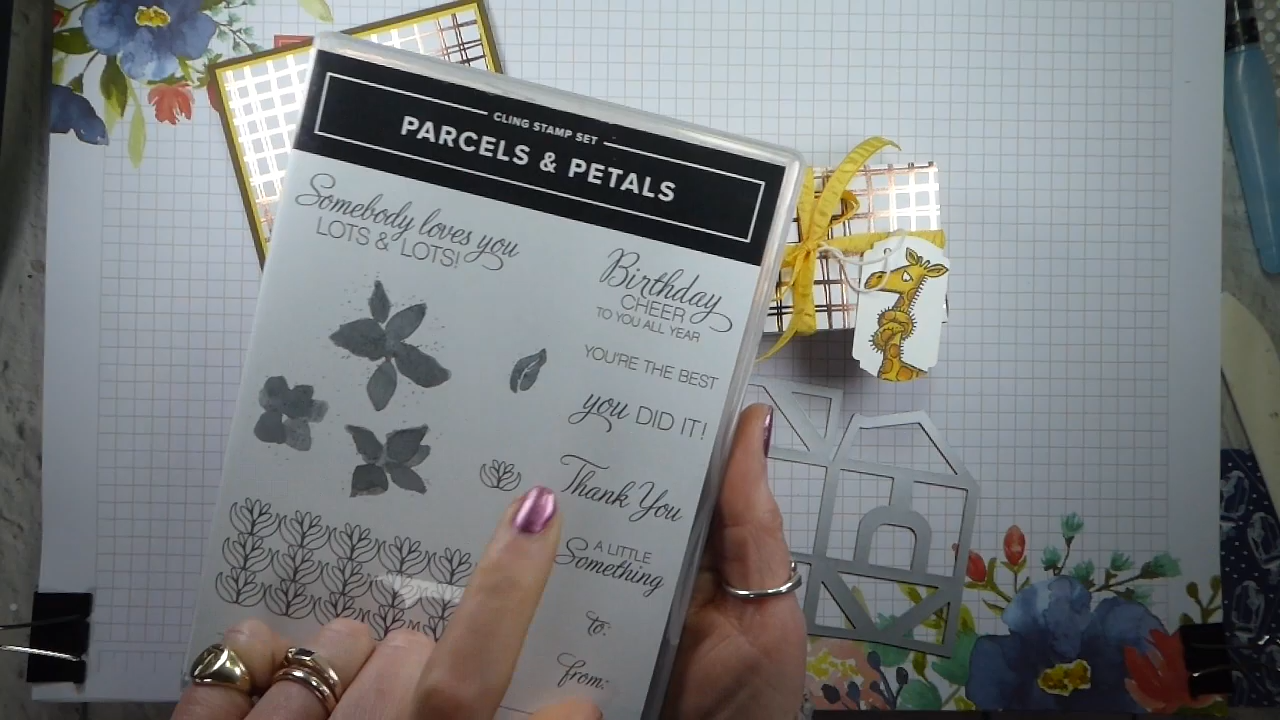 CLING STAMP SET
PARCELS & PETALS
Somebody loves you
LOTS & LOTS!
Birthday
CHEER
TO YOU ALL YEAR
YOU'RE THE BEST
you DID IT!
Thank You
A LITTLE
Something
to:
from: